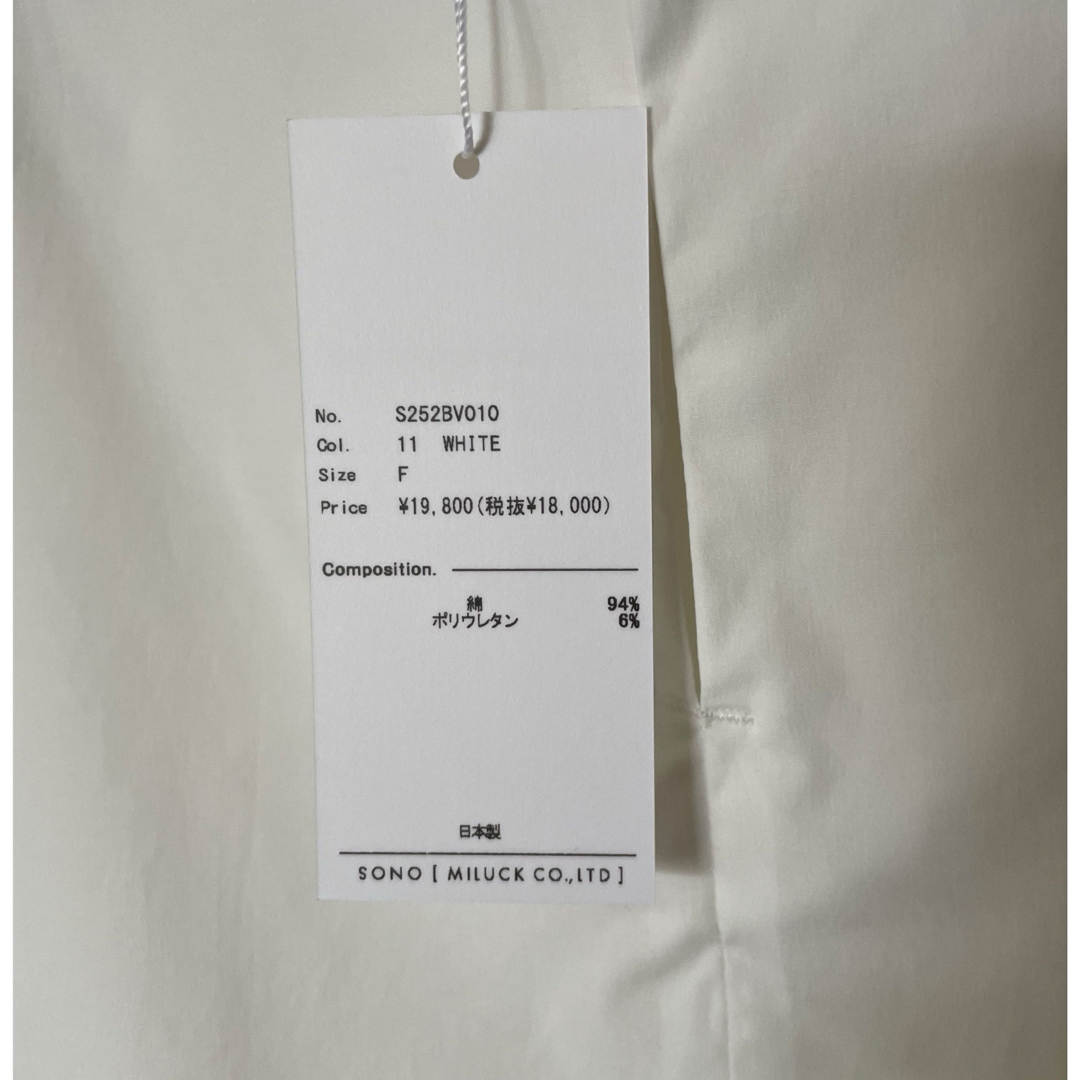 No. S252BV010
Col. 11 WHITE
Size F
Price ¥19,800(税抜¥18,000)
Composition.
綿 94%
ポリウレタン 6%
日本製
SONO [ MILUCK CO.,LTD ]